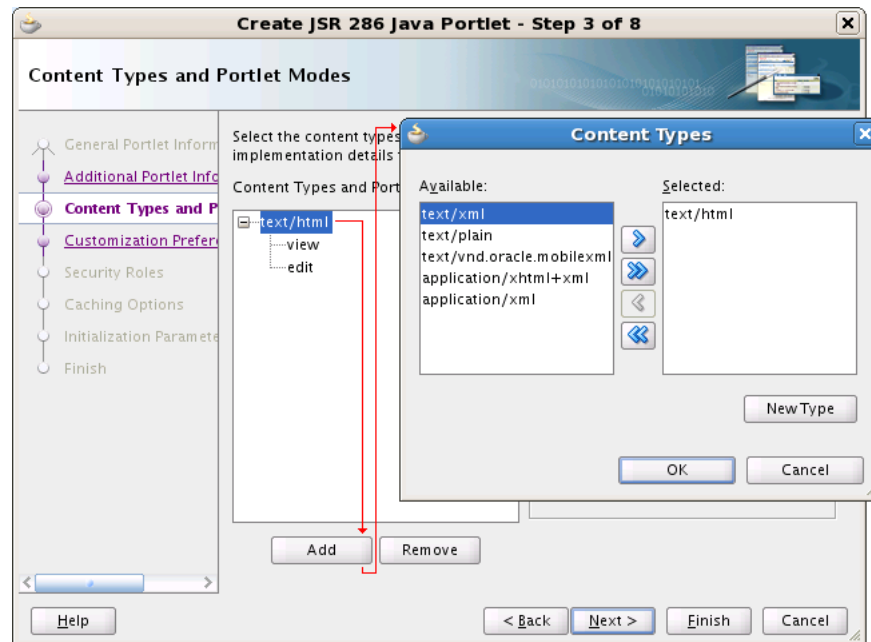 Create JSR 286 Java Portlet - Step 3 of 8
Content Types and Portlet Modes
General Portlet Inform
Additional Portlet Info
Content Types and P
Customization Prefer
Security Roles
Caching Options
Initialization Paramete
Finish
Select the content types
implementation details
Content Types and Port
text/html
view
edit
Add
Remove
Content Types
Available:
text/xml
text/plain
text/vnd.oracle.mobilexml
application/xhtml+xml
application/xml
Selected:
text/html
New Type
OK
Cancel
Help
< Back
Next >
Finish
Cancel